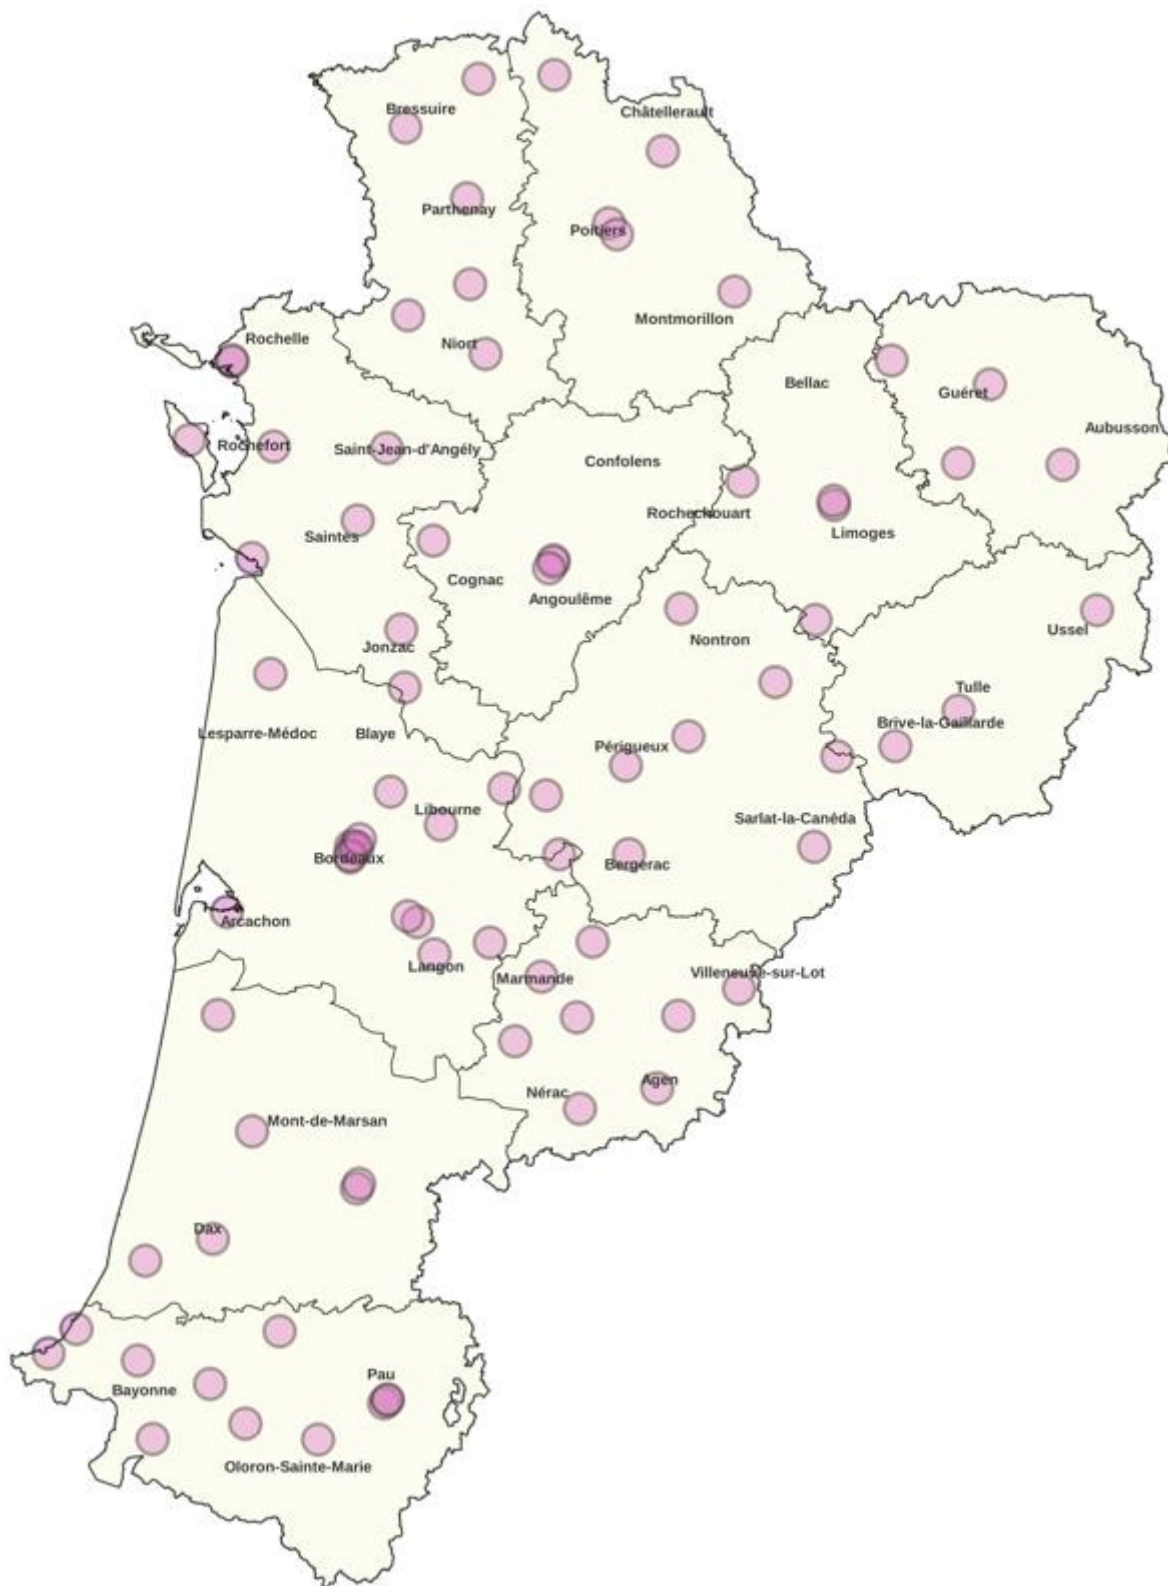 Bressuire
Châtellerault
Parthenay
Poitiers
Montmorillon
Rochelle
Niort
Bellac
Guéret
Aubusson
Rochefort
Saint-Jean-d'Angély
Confolens
Rochechouart
Limoges
Saintes
Cognac
Angoulême
Nontron
Ussel
Jonzac
Tulle
Brive-la-Gaillarde
Lesparre-Médoc
Blaye
Périgueux
Libourne
Sarlat-la-Canéda
Bordeaux
Bergerac
Arcachon
Langon
Marmande
Villeneuve-sur-Lot
Agen
Nérac
Mont-de-Marsan
Dax
Pau
Bayonne
Oloron-Sainte-Marie